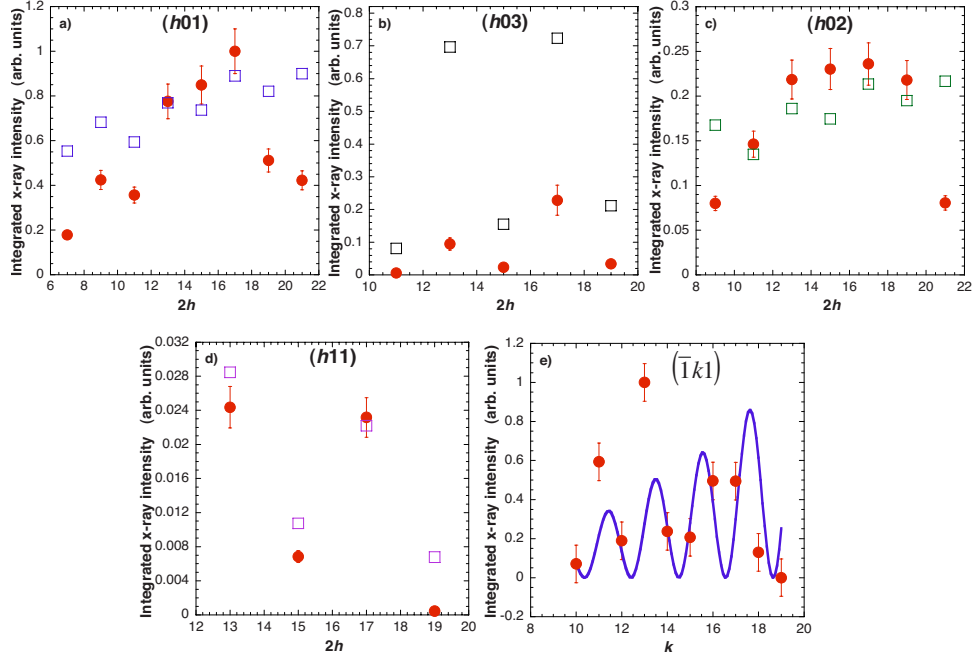 a)
(h01)
Integrated x-ray intensity (arb. units)
1.2
1
0.8
0.6
0.4
0.2
0
6 8 10 12 14 16 18 20 22
2h
b)
(h03)
Integrated x-ray intensity (arb. units)
0.8
0.7
0.6
0.5
0.4
0.3
0.2
0.1
0
10 12 14 16 18 20
2h
c)
(h02)
Integrated x-ray intensity (arb. units)
0.3
0.25
0.2
0.15
0.1
0.05
0
8 10 12 14 16 18 20 22
2h
d)
(h11)
Integrated x-ray intensity (arb. units)
0.032
0.028
0.024
0.02
0.016
0.012
0.008
0.004
0
12 13 14 15 16 17 18 19 20
2h
e)
(1̅k1)
Integrated x-ray intensity (arb. units)
1.2
1
0.8
0.6
0.4
0.2
0
-0.2
8 10 12 14 16 18 20
k